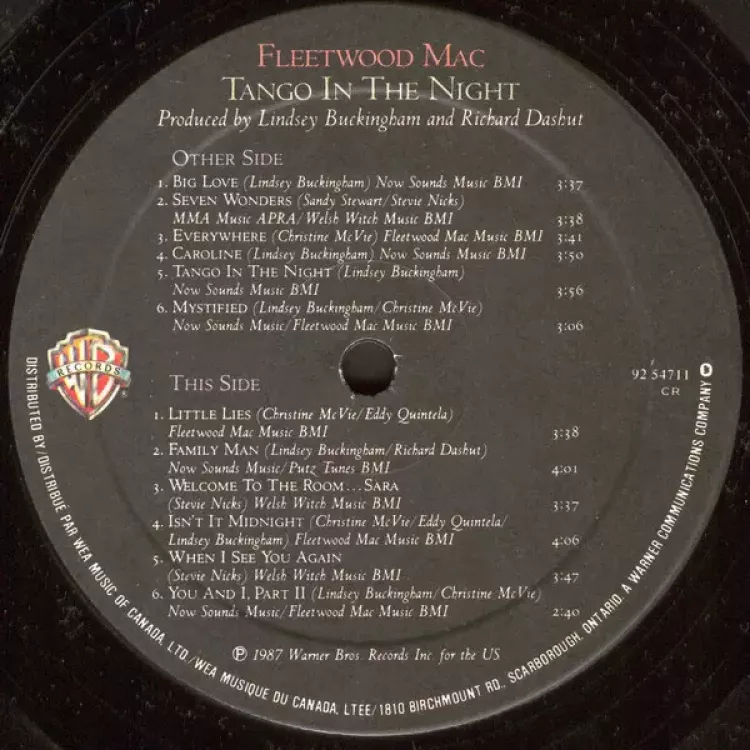 FLEETWOOD MAC
TANGO IN THE NIGHT
Produced by Lindsey Buckingham and Richard Dashut
OTHER SIDE
1. BIG LOVE (Lindsey Buckingham) Now Sounds Music BMI 3:37
2. SEVEN WONDERS (Sandy Stewart/Stevie Nicks)
MMA Music APRA/Welsh Witch Music BMI 3:38
3. EVERYWHERE (Christine McVie) Fleetwood Mac Music BMI 3:41
4. CAROLINE (Lindsey Buckingham) Now Sounds Music BMI 3:50
5. TANGO IN THE NIGHT (Lindsey Buckingham)
Now Sounds Music BMI 3:56
6. MYSTIFIED (Lindsey Buckingham/Christine McVie)
Now Sounds Music/Fleetwood Mac Music BMI 3:06
WB
RECORDS
®
92 54711
CR
THIS SIDE
1. LITTLE LIES (Christine McVie/Eddy Quintela)
Fleetwood Mac Music BMI 3:38
2. FAMILY MAN (Lindsey Buckingham/Richard Dashut)
Now Sounds Music/Putz Tunes BMI 4:01
3. WELCOME TO THE ROOM...SARA
(Stevie Nicks) Welsh Witch Music BMI 3:37
4. ISN'T IT MIDNIGHT (Christine McVie/Eddy Quintela/
Lindsey Buckingham) Fleetwood Mac Music BMI 4:06
5. WHEN I SEE YOU AGAIN
(Stevie Nicks) Welsh Witch Music BMI 3:47
6. YOU AND I, PART II (Lindsey Buckingham/Christine McVie)
Now Sounds Music/Fleetwood Mac Music BMI 2:40
℗ 1987 Warner Bros. Records Inc. for the US.
DISTRIBUTED BY/DISTRIBUE PAR WEA MUSIC OF CANADA, LTD./WEA MUSIQUE DU CANADA, LTEE/1810 BIRCHMOUNT RD., SCARBOROUGH, ONTARIO. A WARNER COMMUNICATIONS COMPANY